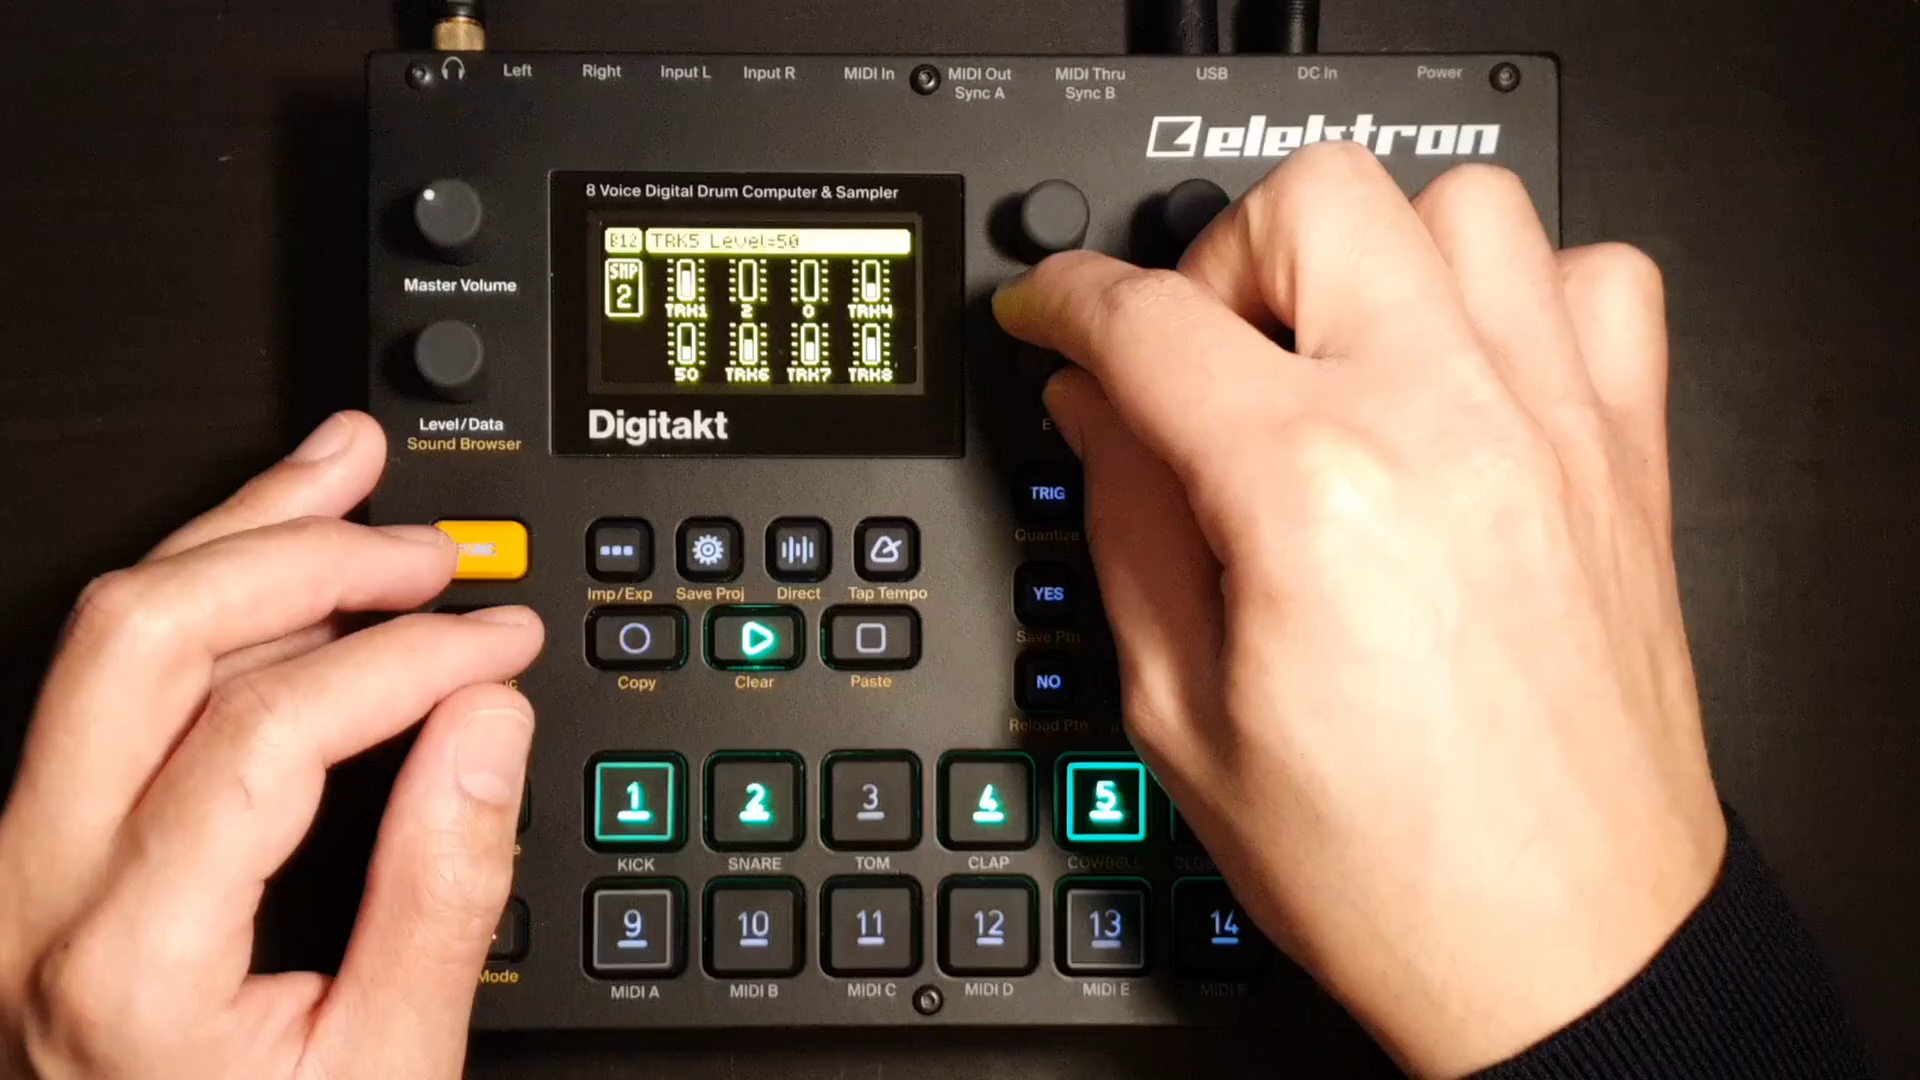 Left Right Input L Input R MIDI In MIDI Out MIDI Thru USB DC In Power
Sync A Sync B
elektron
8 Voice Digital Drum Computer & Sampler
B12 TRK5 Level=50
SMP
2
TRK1 2 0 TRK4
50 TRK6 TRK7 TRK8
Master Volume
Level/Data
Sound Browser
Digitakt
FUNC
TRIG
Quantize
Imp/Exp Save Proj Direct Tap Tempo
YES
Save Ptn
Copy Clear Paste
NO
Reload Ptn
1 2 3 4 5
KICK SNARE TOM CLAP COWBELL
9 10 11 12 13 14
Mode
MIDI A MIDI B MIDI C MIDI D MIDI E MIDI F